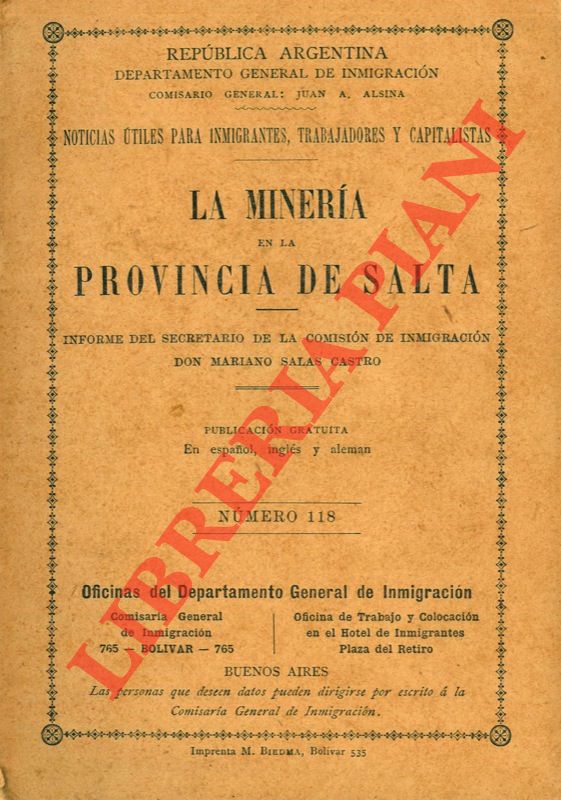 REPÚBLICA ARGENTINA
DEPARTAMENTO GENERAL DE INMIGRACIÓN
COMISARIO GENERAL: JUAN A. ALSINA
NOTICIAS ÚTILES PARA INMIGRANTES, TRABAJADORES Y CAPITALISTAS
LA MINERÍA
EN LA
PROVINCIA DE SALTA
INFORME DEL SECRETARIO DE LA COMISIÓN DE INMIGRACIÓN
DON MARIANO SALAS CASTRO
PUBLICACIÓN GRATUITA
En español, inglés y aleman
NÚMERO 118
Oficinas del Departamento General de Inmigración
Comisaría General
de Inmigración
765 — BOLIVAR — 765
Oficina de Trabajo y Colocación
en el Hotel de Inmigrantes
Plaza del Retiro
BUENOS AIRES
Las personas que deseen datos pueden dirigirse por escrito á la
Comisaría General de Inmigración.
Imprenta M. BIEDMA, Bolívar 535
LIBRERIA PIANI